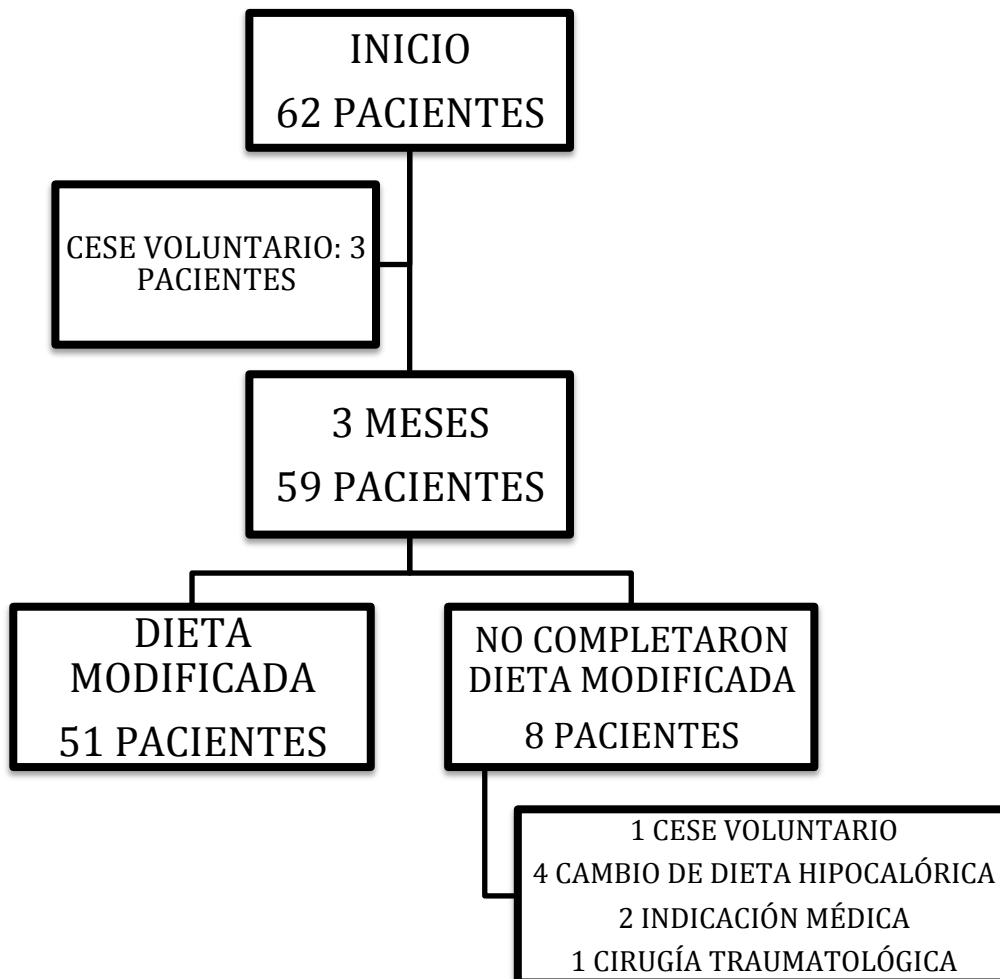 INICIO
62 PACIENTES
CESE VOLUNTARIO: 3
PACIENTES
3 MESES
59 PACIENTES
DIETA
MODIFICADA
51 PACIENTES
NO COMPLETARON
DIETA MODIFICADA
8 PACIENTES
1 CESE VOLUNTARIO
4 CAMBIO DE DIETA HIPOCALÓRICA
2 INDICACIÓN MÉDICA
1 CIRUGÍA TRAUMATOLÓGICA